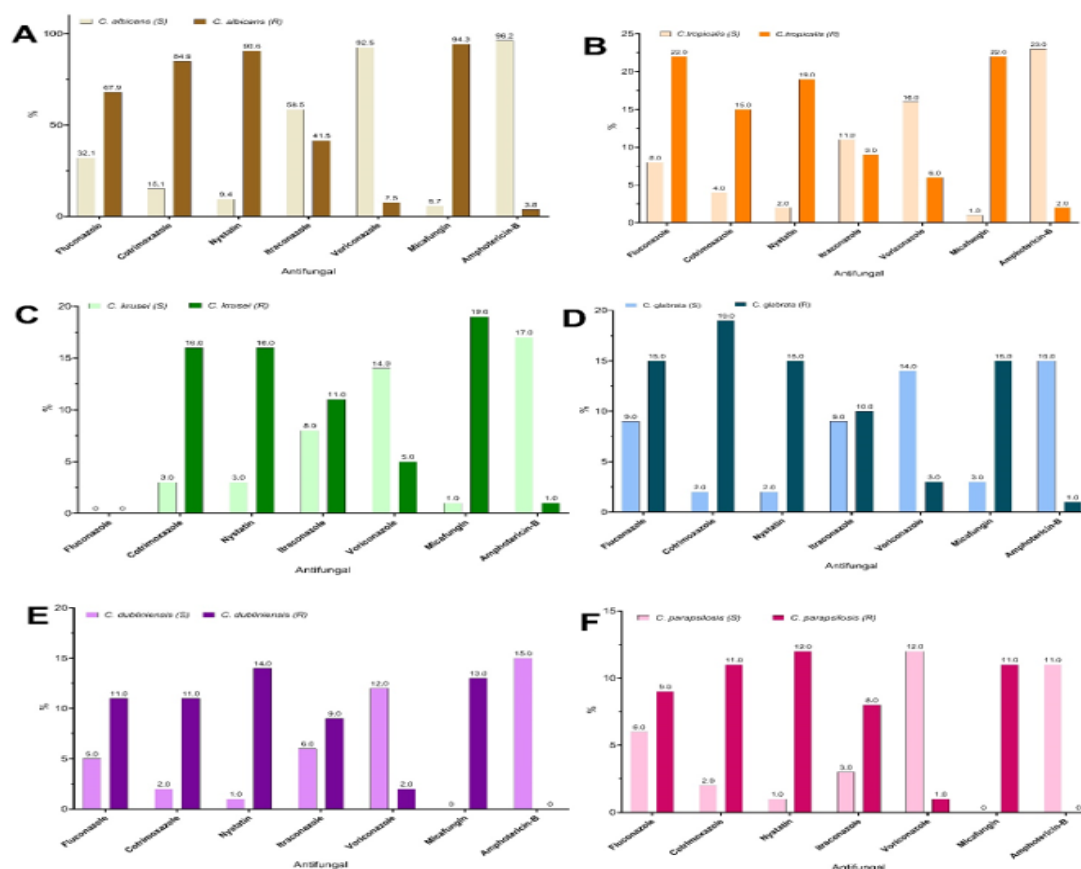 A
C. albicans (S) C. albicans (R)
100
50
0
%
32.1 67.9 15.1 84.9 9.4 90.6 58.5 41.5 92.5 7.5 5.7 94.3 96.2 3.8
Fluconazole Cotrimoxazole Nystatin Itraconazole Voriconazole Micafungin Amphotericin-B
Antifungal
B
C.tropicalis (S) C.tropicalis (R)
25
20
15
10
5
0
%
8.0 22.0 4.0 15.0 2.0 19.0 11.0 9.0 16.0 6.0 1.0 22.0 23.0 2.0
Fluconazole Cotrimoxazole Nystatin Itraconazole Voriconazole Micafungin Amphotericin-B
Antifungal
C
C. krusei (S) C. krusei (R)
20
15
10
5
0
%
0 0 3.0 16.0 3.0 16.0 8.0 11.0 14.0 5.0 1.0 19.0 17.0 1.0
Fluconazole Cotrimoxazole Nystatin Itraconazole Voriconazole Micafungin Amphotericin-B
Antifungal
D
C. glabrata (S) C. glabrata (R)
20
15
10
5
0
%
9.0 15.0 2.0 19.0 2.0 15.0 9.0 10.0 14.0 3.0 3.0 15.0 15.0 1.0
Fluconazole Cotrimoxazole Nystatin Itraconazole Voriconazole Micafungin Amphotericin-B
Antifungal
E
C. dubliniensis (S) C. dubliniensis (R)
20
15
10
5
0
%
5.0 11.0 2.0 11.0 1.0 14.0 6.0 9.0 12.0 2.0 0 13.0 15.0 0
Fluconazole Cotrimoxazole Nystatin Itraconazole Voriconazole Micafungin Amphotericin-B
Antifungal
F
C. parapsilosis (S) C. parapsilosis (R)
15
10
5
0
%
6.0 9.0 2.0 11.0 1.0 12.0 3.0 8.0 12.0 1.0 0 11.0 11.0 0
Fluconazole Cotrimoxazole Nystatin Itraconazole Voriconazole Micafungin Amphotericin-B
Antifungal